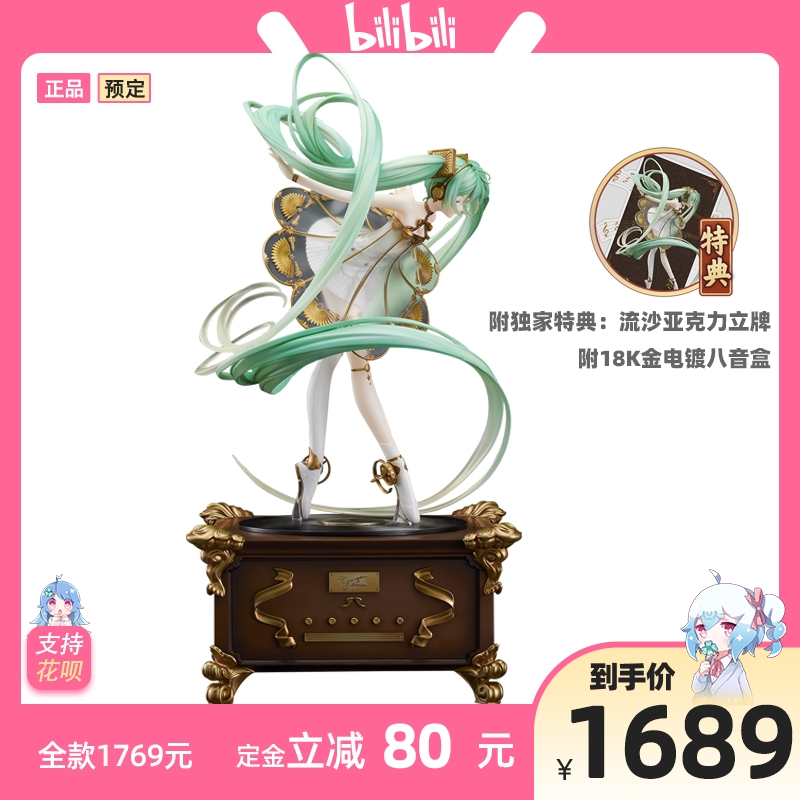 bilibili
正品
预定
特典
附独家特典：流沙亚克力立牌
附18K金电镀八音盒
支持
花呗
到手价
¥1689
全款1769元
定金立减 80 元